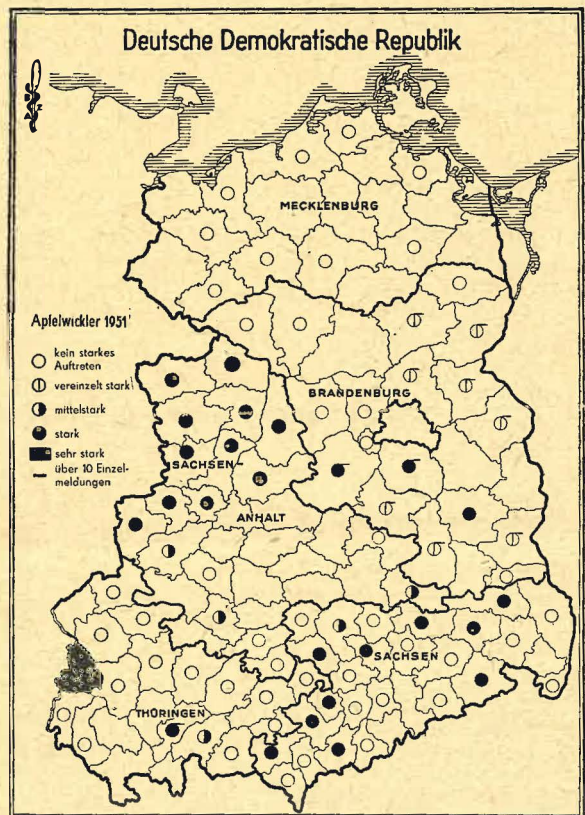 Deutsche Demokratische Republik
MECKLENBURG
Apfelwickler 1951
kein starkes
Auftreten
vereinzelt stark
mittelstark
stark
sehr stark
über 10 Einzel-
meldungen
BRANDENBURG
SACHSEN-
ANHALT
SACHSEN
THÜRINGEN